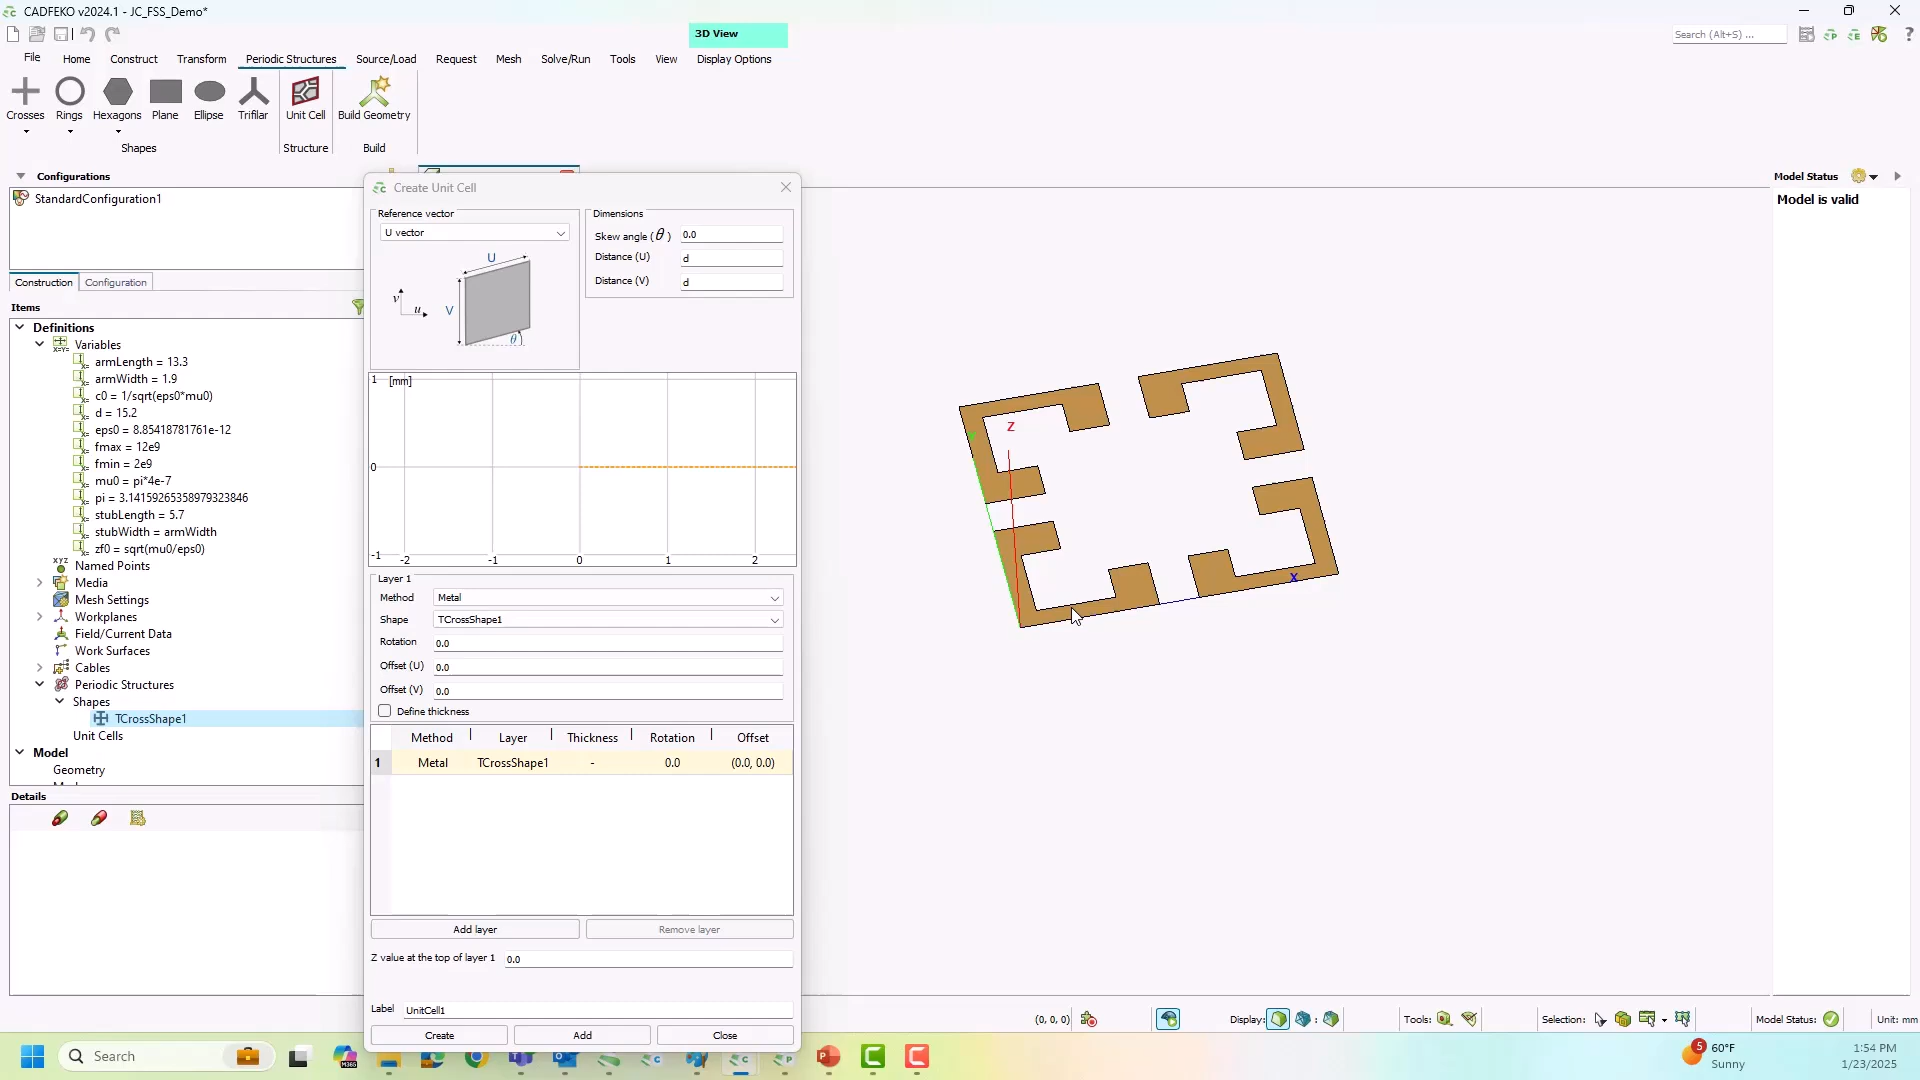 CADFEKO v2024.1 - JC_FSS_Demo*
3D View
Search (Alt+S) ...
File Home Construct Transform Periodic Structures Source/Load Request Mesh Solve/Run Tools View Display Options
Crosses Rings Hexagons Plane Ellipse Trifilar Unit Cell Build Geometry
Shapes Structure Build
Configurations
StandardConfiguration1
Construction Configuration
Items
Definitions
Variables
armLength = 13.3
armWidth = 1.9
c0 = 1/sqrt(eps0*mu0)
d = 15.2
eps0 = 8.85418781761e-12
fmax = 12e9
fmin = 2e9
mu0 = pi*4e-7
pi = 3.14159265358979323846
stubLength = 5.7
stubWidth = armWidth
zf0 = sqrt(mu0/eps0)
Named Points
Media
Mesh Settings
Workplanes
Field/Current Data
Work Surfaces
Cables
Periodic Structures
Shapes
TCrossShape1
Unit Cells
Model
Geometry
Details
Create Unit Cell
Reference vector
U vector
U
V
v
u
θ
Dimensions
Skew angle (θ) 0.0
Distance (U) d
Distance (V) d
1 [mm]
0
-1
-2 -1 0 1 2
Layer 1
Method Metal
Shape TCrossShape1
Rotation 0.0
Offset (U) 0.0
Offset (V) 0.0
Define thickness
Method Layer Thickness Rotation Offset
1 Metal TCrossShape1 - 0.0 (0.0, 0.0)
Add layer Remove layer
Z value at the top of layer 1 0.0
Label UnitCell1
Create Add Close
Z
Y
X
Model Status
Model is valid
(0, 0, 0) Display: : Tools: Selection: Model Status: Unit: mm
Search
5
60°F
Sunny
1:54 PM
1/23/2025